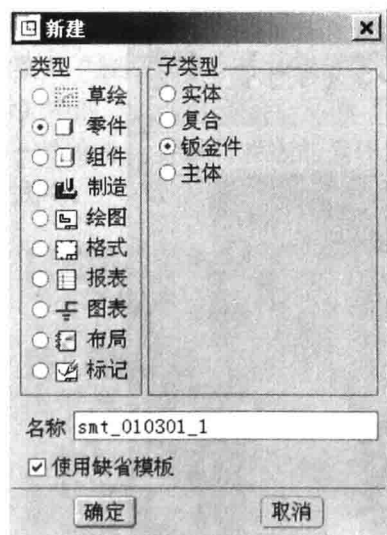 新建
类型
草绘
零件
组件
制造
绘图
格式
报表
图表
布局
标记
子类型
实体
复合
钣金件
主体
名称 smt_010301_1
使用缺省模板
确定 取消